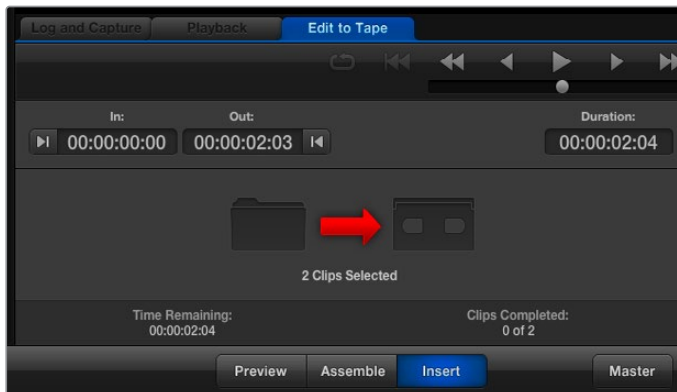 Log and Capture Playback Edit to Tape
In: Out: Duration:
00:00:00:00 00:00:02:03 00:00:02:04
2 Clips Selected
Time Remaining: Clips Completed:
00:00:02:04 0 of 2
Preview Assemble Insert Master